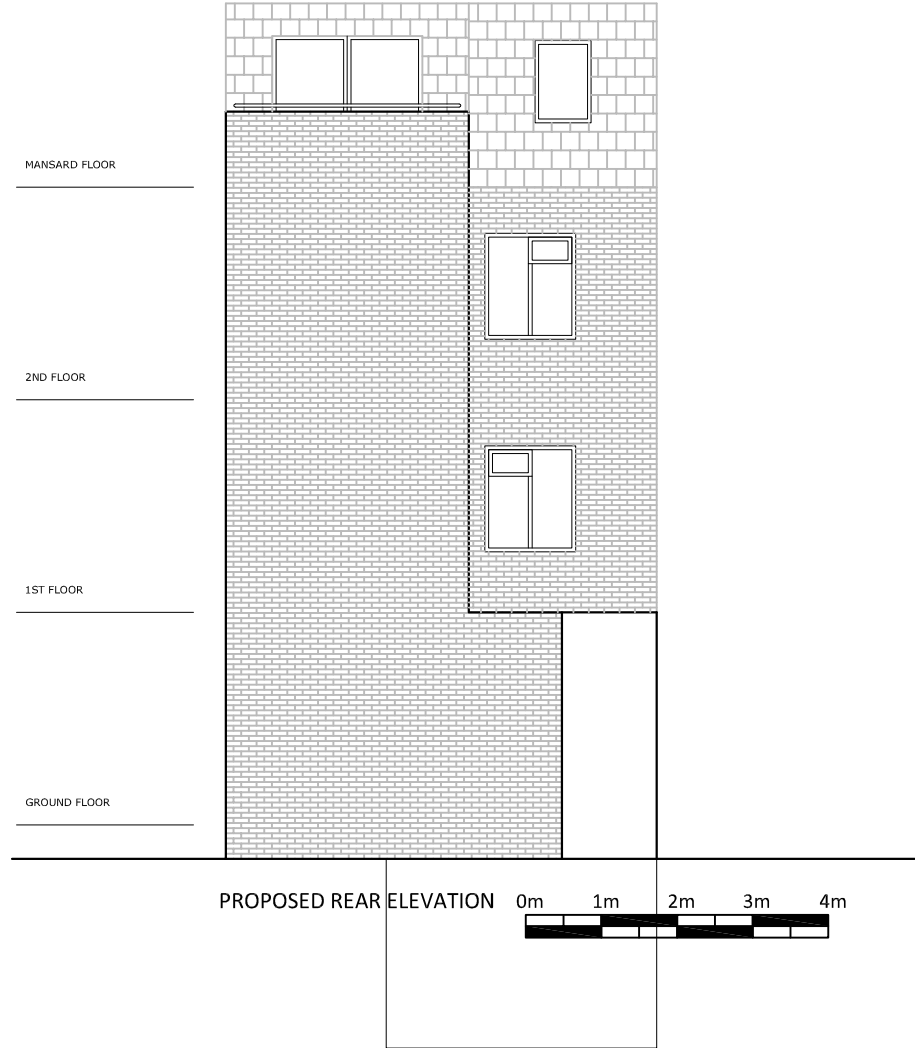 MANSARD FLOOR
2ND FLOOR
1ST FLOOR
GROUND FLOOR
PROPOSED REAR ELEVATION 0m 1m 2m 3m 4m